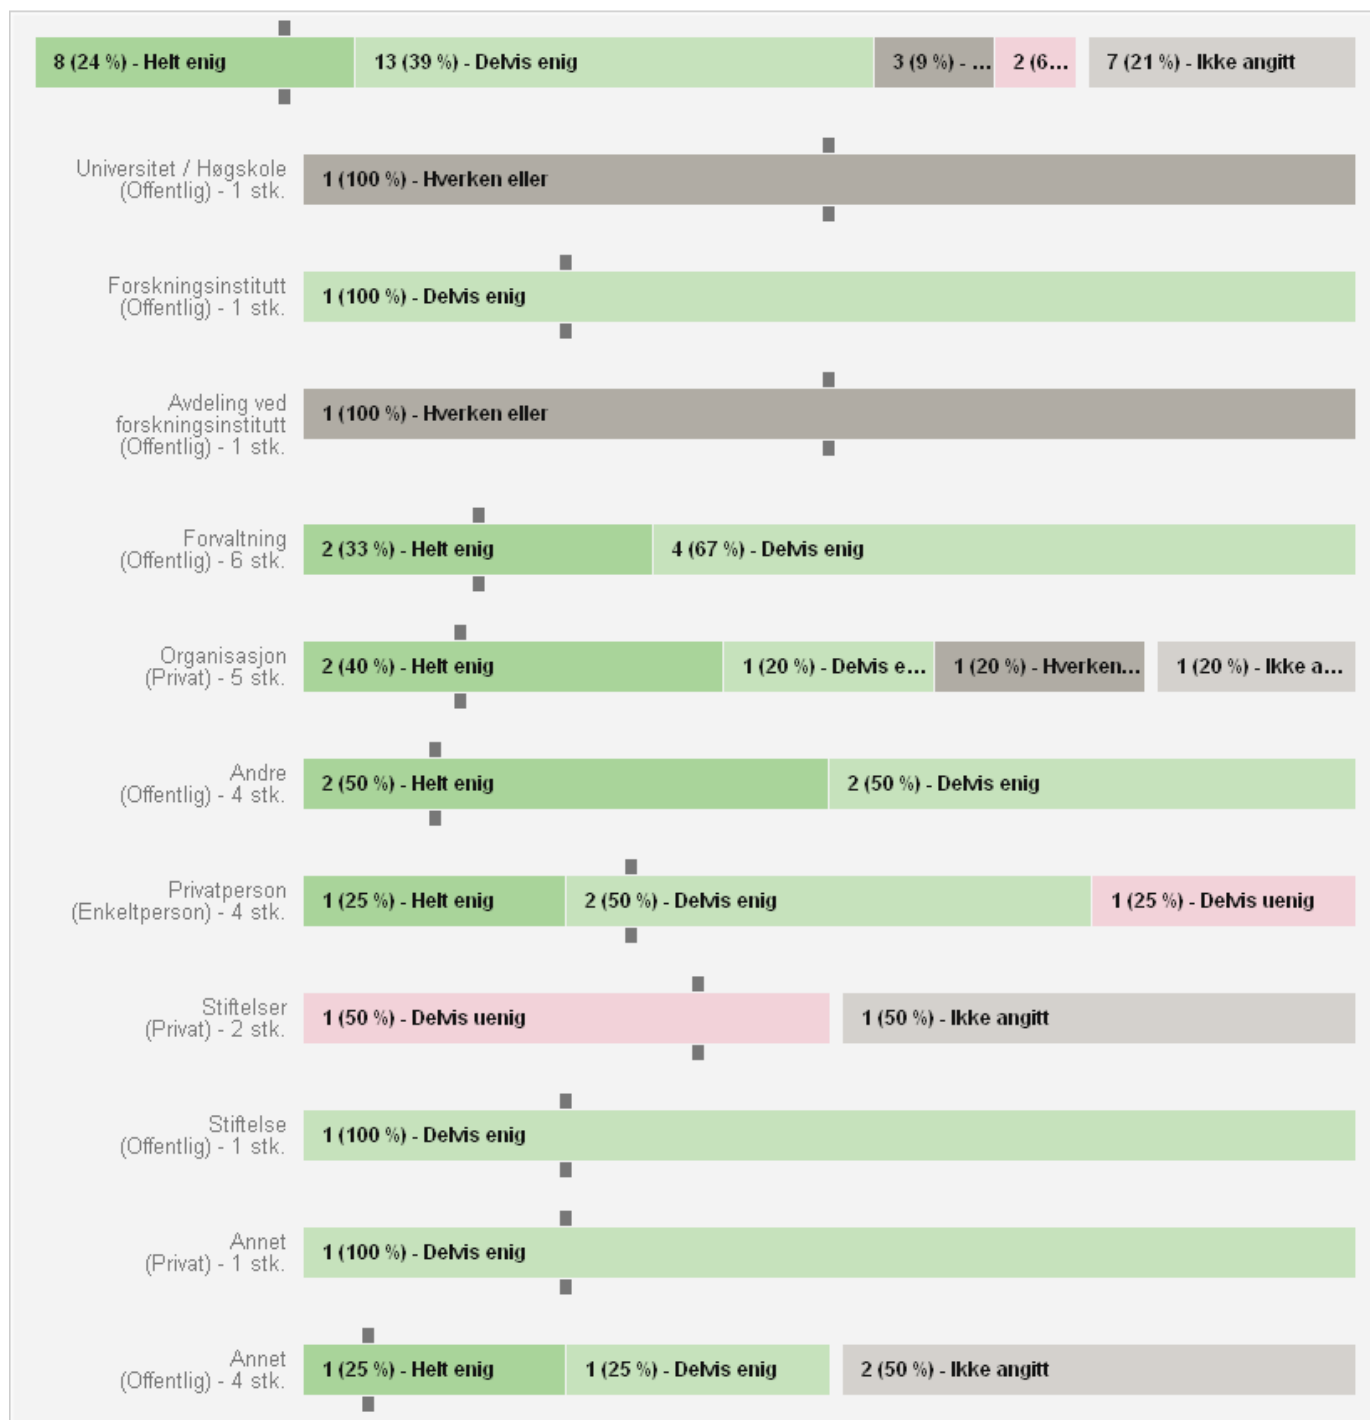 8 (24 %) - Helt enig
13 (39 %) - Delvis enig
3 (9 %) - ...
2 (6...
7 (21 %) - Ikke angitt
Universitet / Høgskole
(Offentlig) - 1 stk.
1 (100 %) - Hverken eller
Forskningsinstitutt
(Offentlig) - 1 stk.
1 (100 %) - Delvis enig
Avdeling ved
forskningsinstitutt
(Offentlig) - 1 stk.
1 (100 %) - Hverken eller
Forvaltning
(Offentlig) - 6 stk.
2 (33 %) - Helt enig
4 (67 %) - Delvis enig
Organisasjon
(Privat) - 5 stk.
2 (40 %) - Helt enig
1 (20 %) - Delvis e...
1 (20 %) - Hverken...
1 (20 %) - Ikke a...
Andre
(Offentlig) - 4 stk.
2 (50 %) - Helt enig
2 (50 %) - Delvis enig
Privatperson
(Enkeltperson) - 4 stk.
1 (25 %) - Helt enig
2 (50 %) - Delvis enig
1 (25 %) - Delvis uenig
Stiftelser
(Privat) - 2 stk.
1 (50 %) - Delvis uenig
1 (50 %) - Ikke angitt
Stiftelse
(Offentlig) - 1 stk.
1 (100 %) - Delvis enig
Annet
(Privat) - 1 stk.
1 (100 %) - Delvis enig
Annet
(Offentlig) - 4 stk.
1 (25 %) - Helt enig
1 (25 %) - Delvis enig
2 (50 %) - Ikke angitt